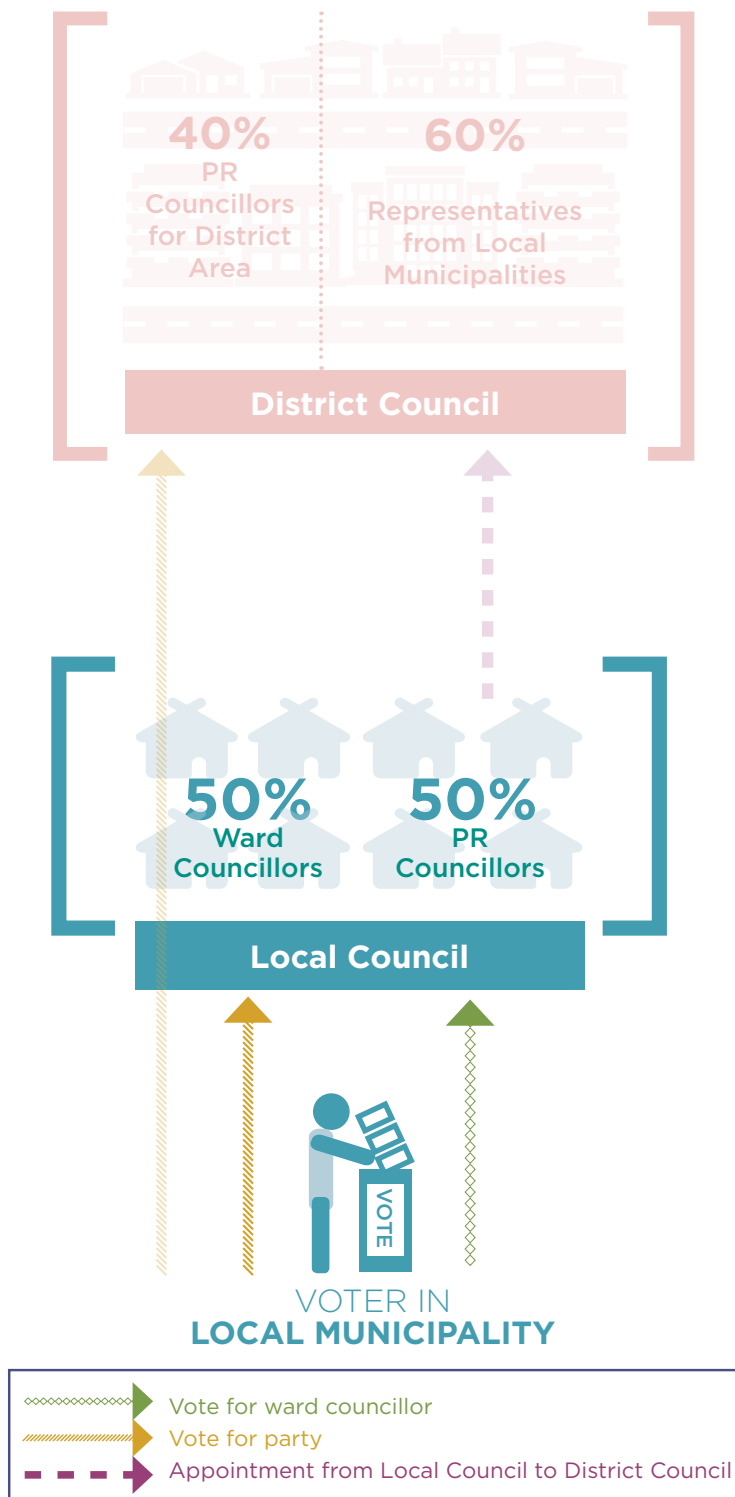 40%
PR
Councillors
for District
Area
60%
Representatives
from Local
Municipalities
District Council
50%
Ward
Councillors
50%
PR
Councillors
Local Council
VOTE
VOTER IN
LOCAL MUNICIPALITY
Vote for ward councillor
Vote for party
Appointment from Local Council to District Council